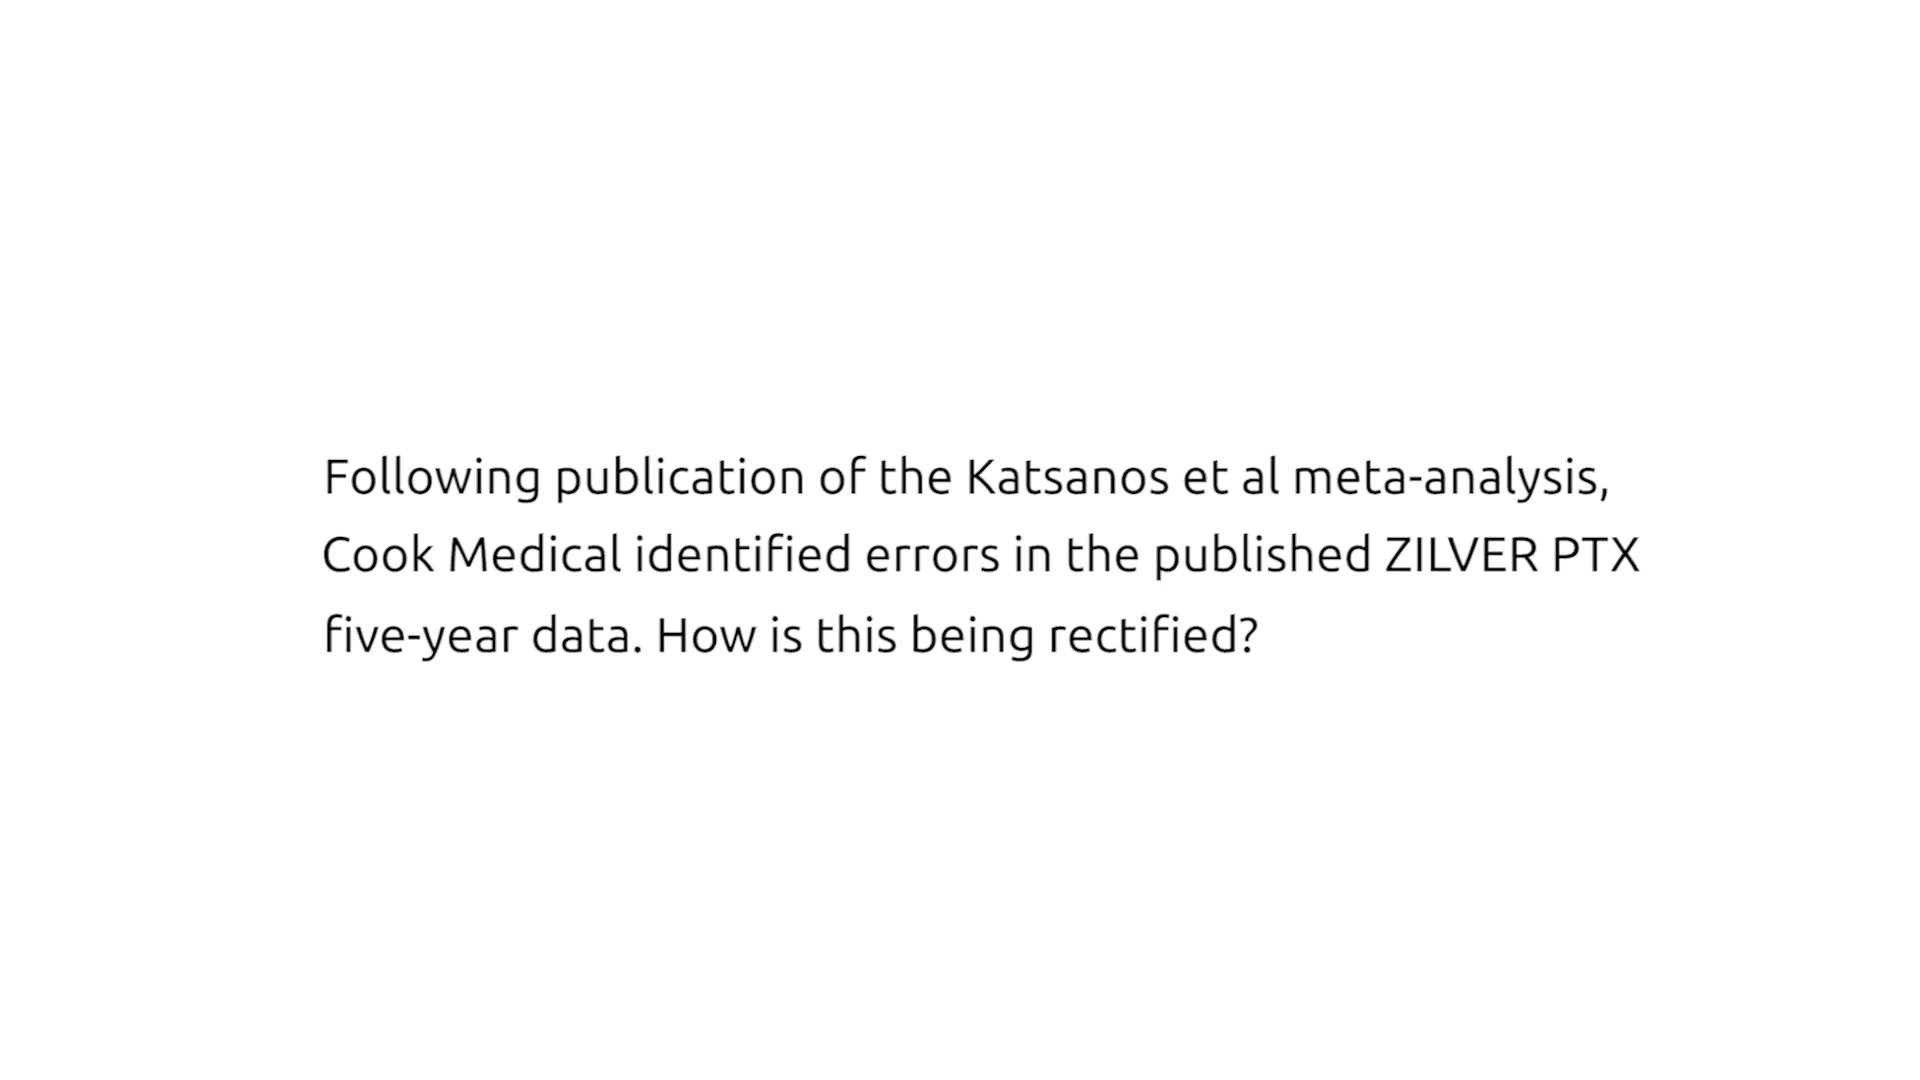 Following publication of the Katsanos et al meta-analysis,
Cook Medical identified errors in the published ZILVER PTX
five-year data. How is this being rectified?